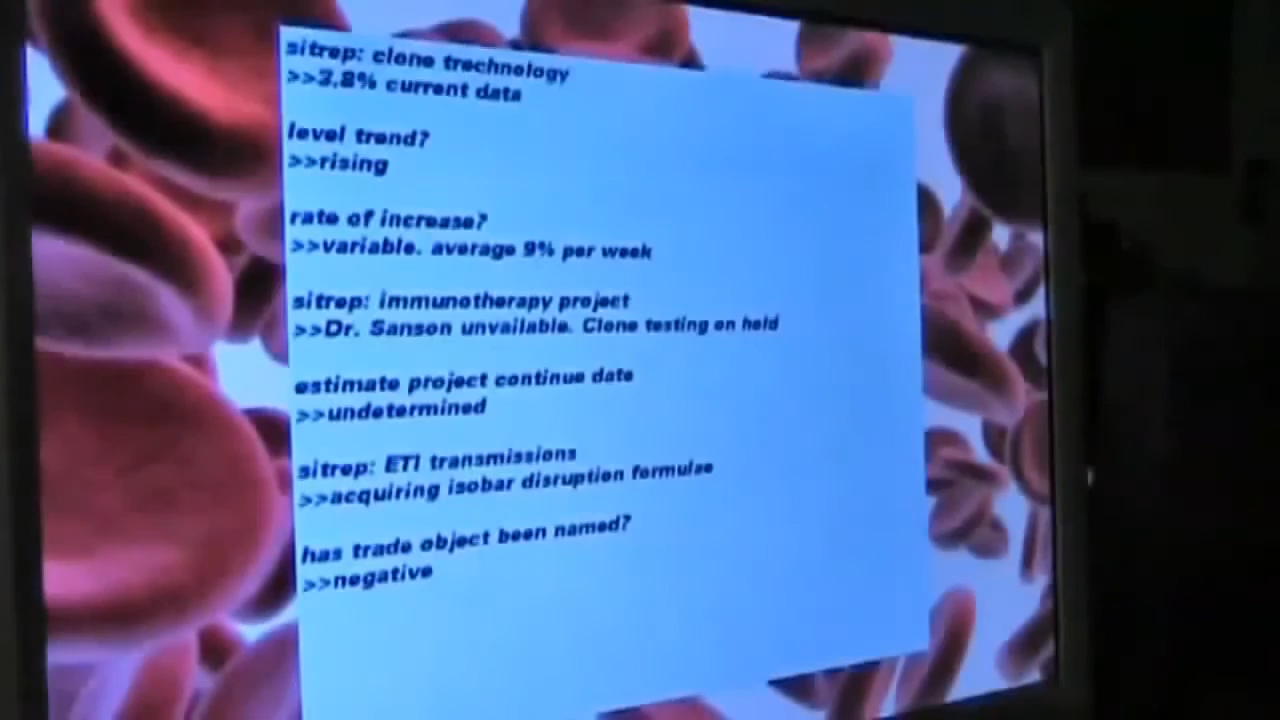 sitrep: clone trechnology
>>3.8% current data
level trend?
>>rising
rate of increase?
>>variable. average 9% per week
sitrep: immunotherapy project
>>Dr. Sanson unvailable. Clone testing on hold
estimate project continue date
>>undetermined
sitrep: ETI transmissions
>>acquiring isobar disruption formulae
has trade object been named?
>>negative